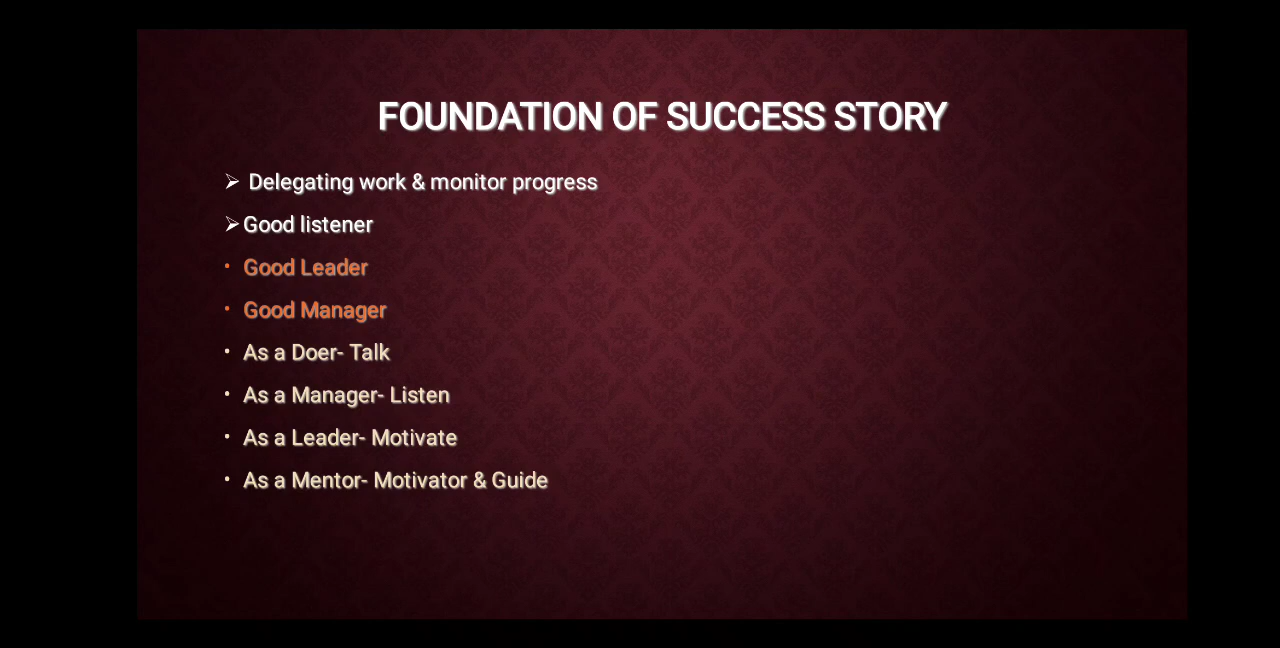 FOUNDATION OF SUCCESS STORY
➢ Delegating work & monitor progress
➢Good listener
• Good Leader
• Good Manager
• As a Doer- Talk
• As a Manager- Listen
• As a Leader- Motivate
• As a Mentor- Motivator & Guide